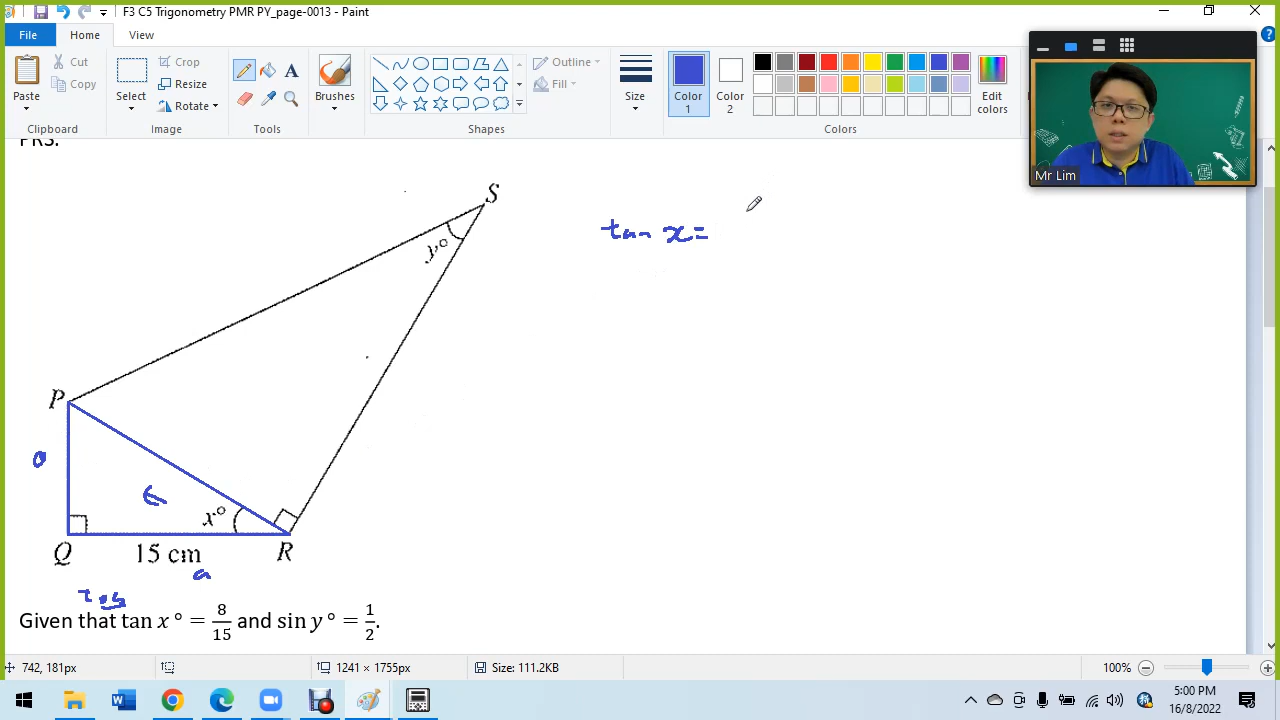 F3 C5 Trigonometry PMR PY_page-0013 - Paint
File Home View
Paste Cut Copy
Select Crop Resize Rotate
A
Brushes
Outline Fill
Size
Color 1
Color 2
Edit colors
Clipboard Image Tools Shapes Colors
Mr Lim
PRS.
S
y°
tan x =
P
o
t
x°
Q 15 cm R
a
Given that tan x° = 8/15 and sin y° = 1/2.
742, 181px 1241 × 1755px Size: 111.2KB 100%
5:00 PM
16/8/2022